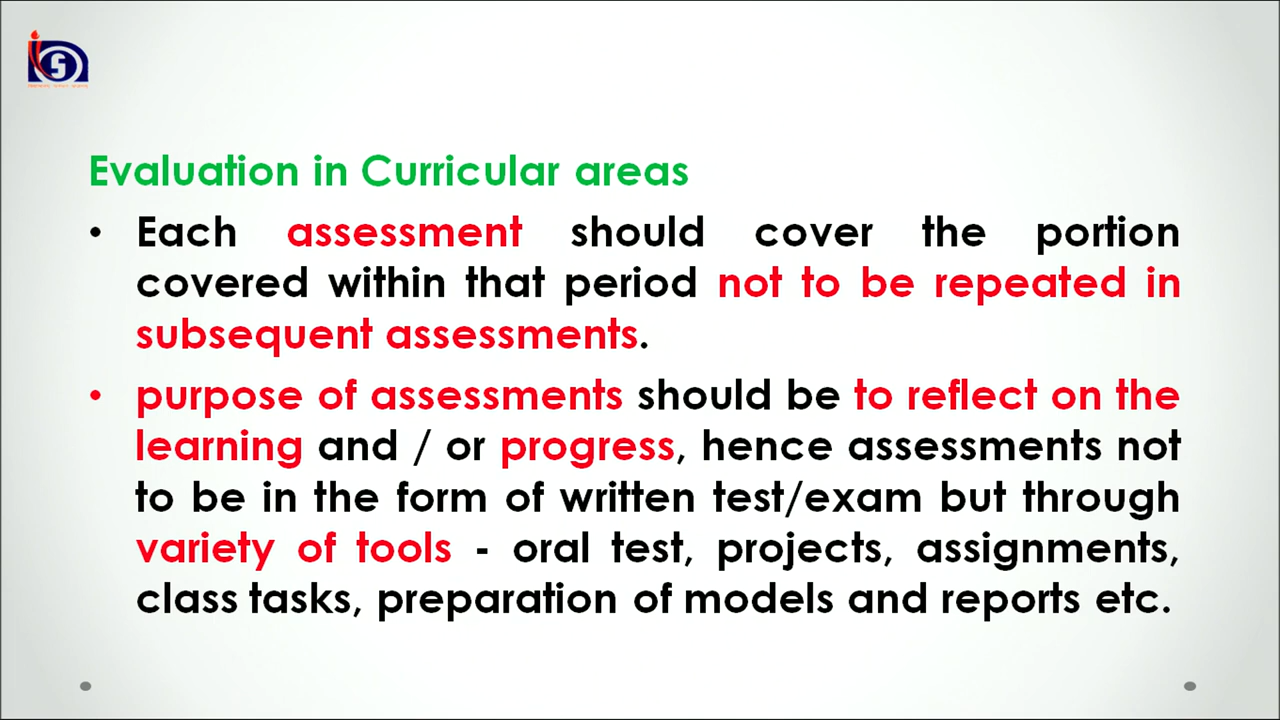 Evaluation in Curricular areas
• Each assessment should cover the portion
covered within that period not to be repeated in
subsequent assessments.
• purpose of assessments should be to reflect on the
learning and / or progress, hence assessments not
to be in the form of written test/exam but through
variety of tools - oral test, projects, assignments,
class tasks, preparation of models and reports etc.